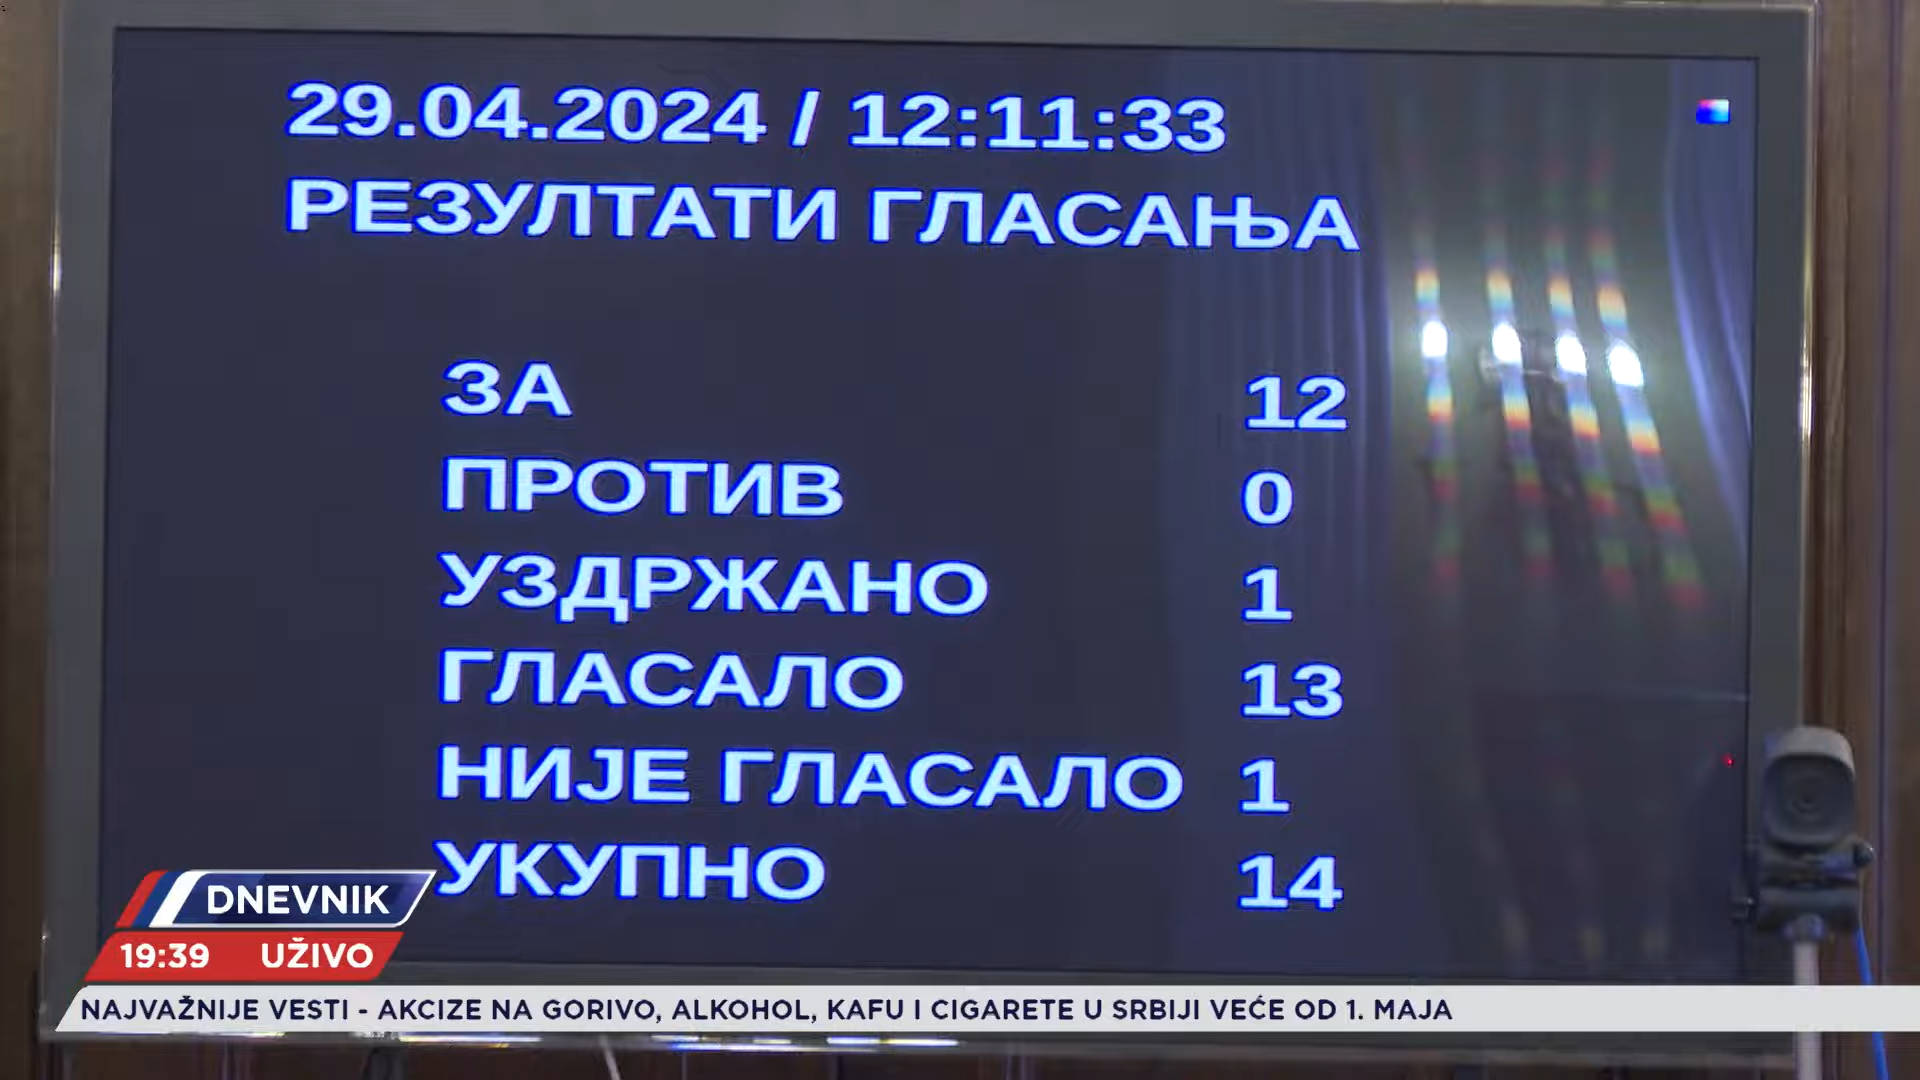 29.04.2024 / 12:11:33
РЕЗУЛТАТИ ГЛАСАЊА
ЗА 12
ПРОТИВ 0
УЗДРЖАНО 1
ГЛАСАЛО 13
НИЈЕ ГЛАСАЛО 1
УКУПНО 14
DNEVNIK
19:39 UŽIVO
NAJVAŽNIJE VESTI - AKCIZE NA GORIVO, ALKOHOL, KAFU I CIGARETE U SRBIJI VEĆE OD 1. MAJA